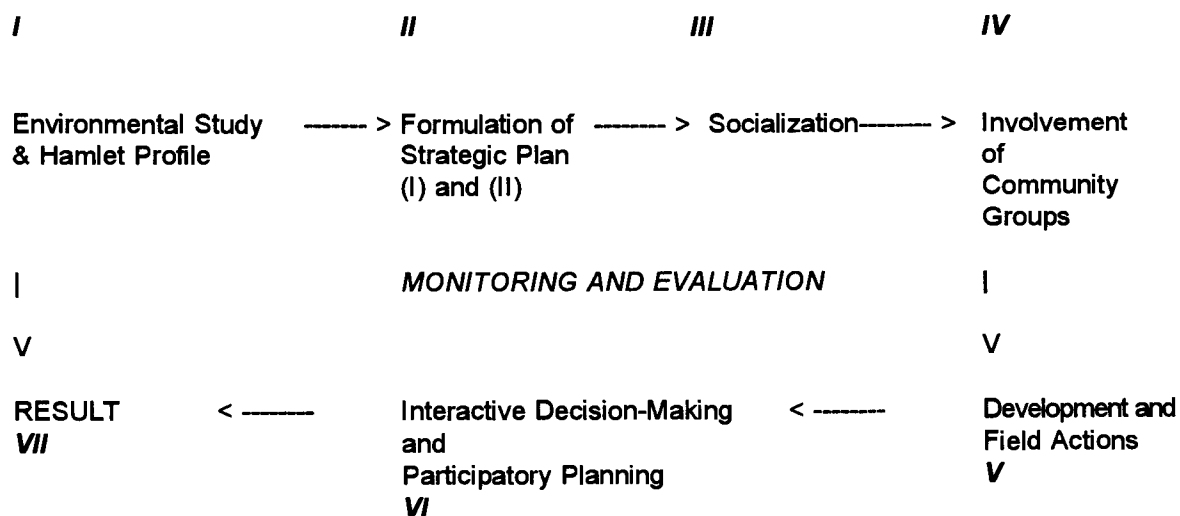 I II III IV
Environmental Study -------> Formulation of --------> Socialization--------> Involvement
& Hamlet Profile Strategic Plan of
(I) and (II) Community
Groups
| MONITORING AND EVALUATION |
V V
RESULT <-------- Interactive Decision-Making <-------- Development and
VII and Field Actions
Participatory Planning V
VI